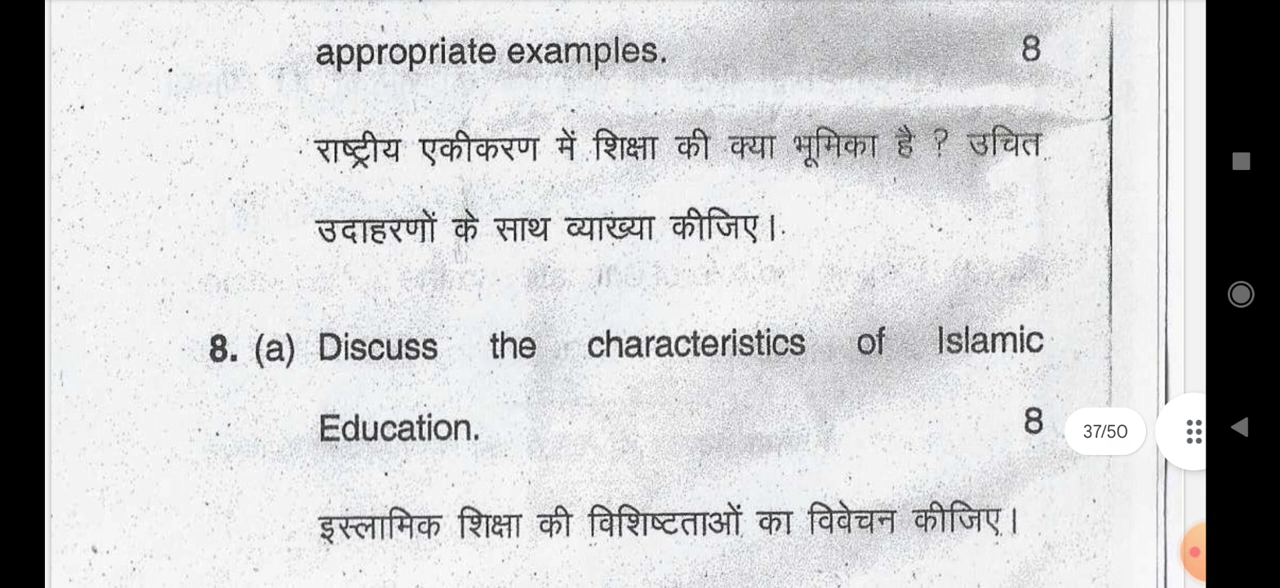 appropriate examples. 8
राष्ट्रीय एकीकरण में शिक्षा की क्या भूमिका है ? उचित
उदाहरणों के साथ व्याख्या कीजिए।
8. (a) Discuss the characteristics of Islamic
Education. 8
37/50
इस्लामिक शिक्षा की विशिष्टताओं का विवेचन कीजिए।